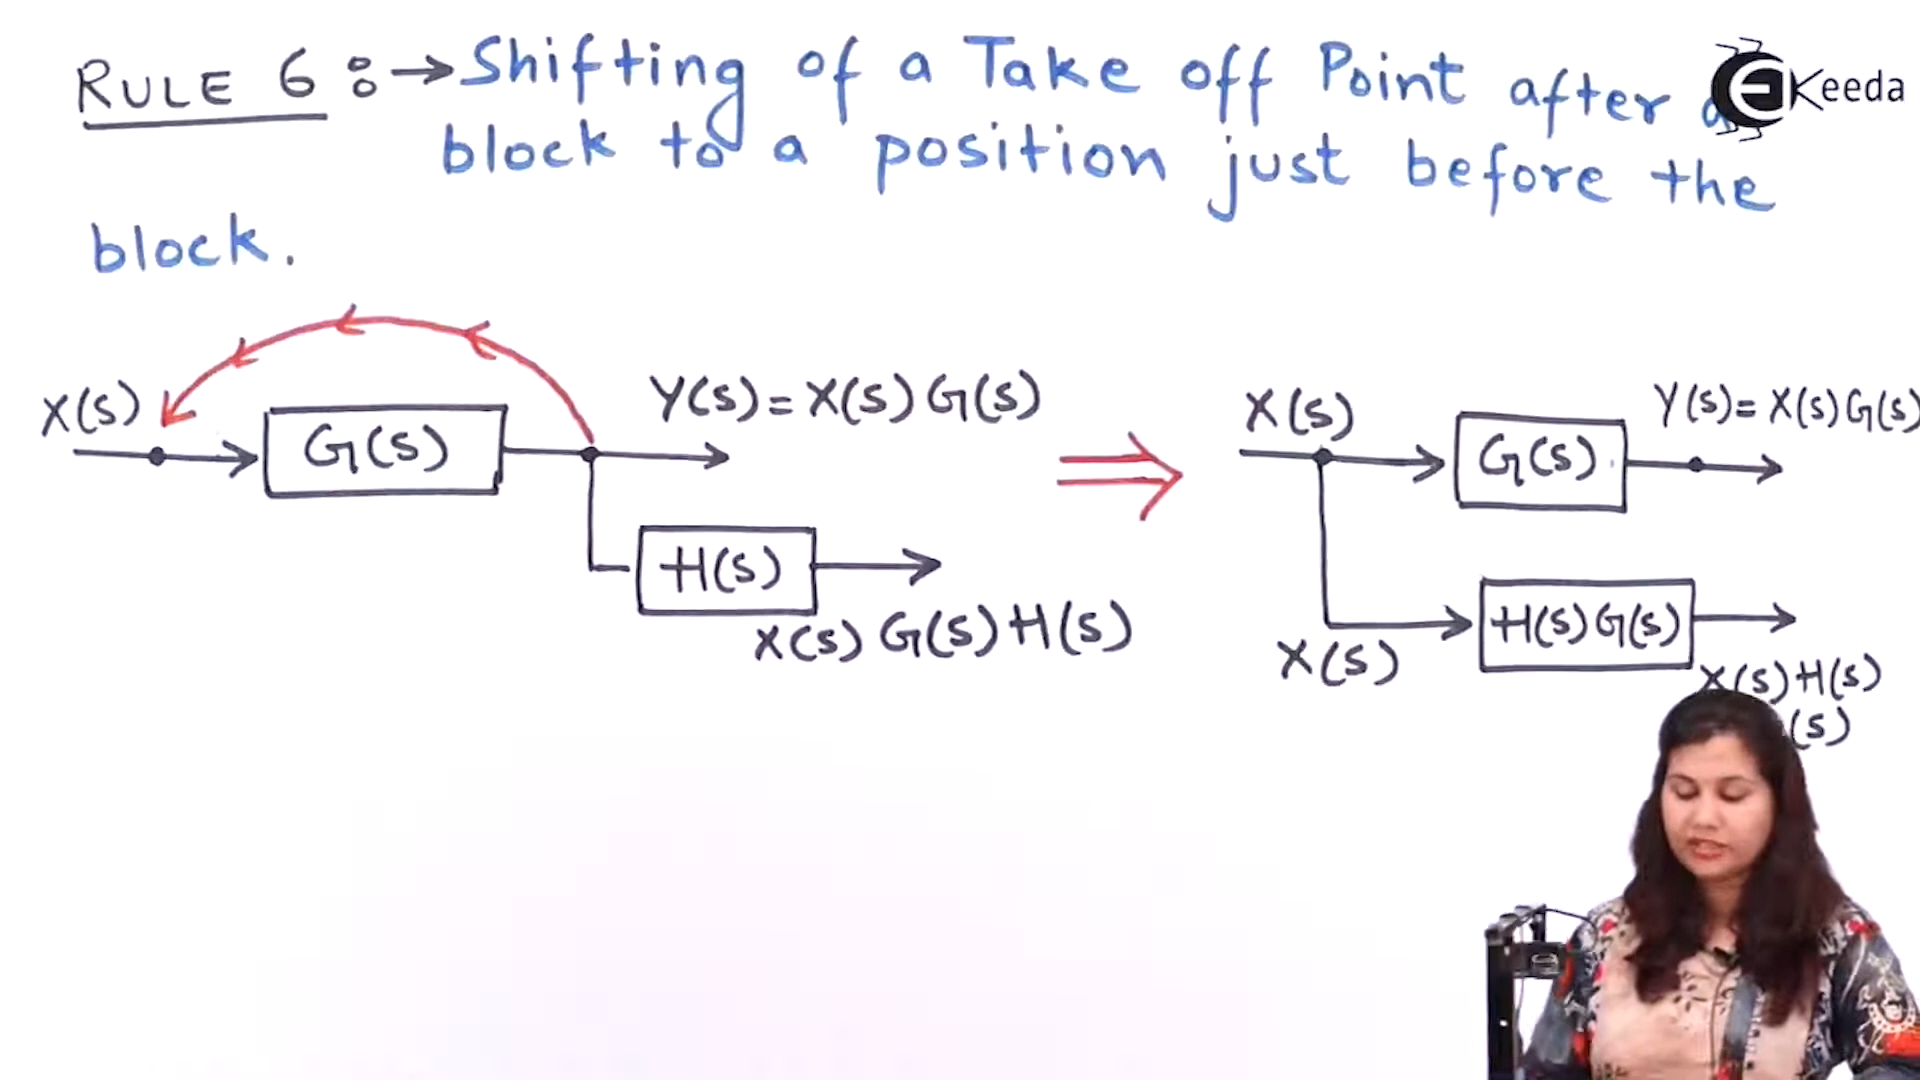 RULE 6 :→ Shifting of a Take off Point after
block to a position just before the
block.
Keeda
X(s)
G(s)
Y(s)= X(s) G(s)
H(s)
X(s) G(s) H(s)
X(s)
G(s)
Y(s)= X(s) G(s)
X(s)
H(s) G(s)
X(s) H(s)
(s)